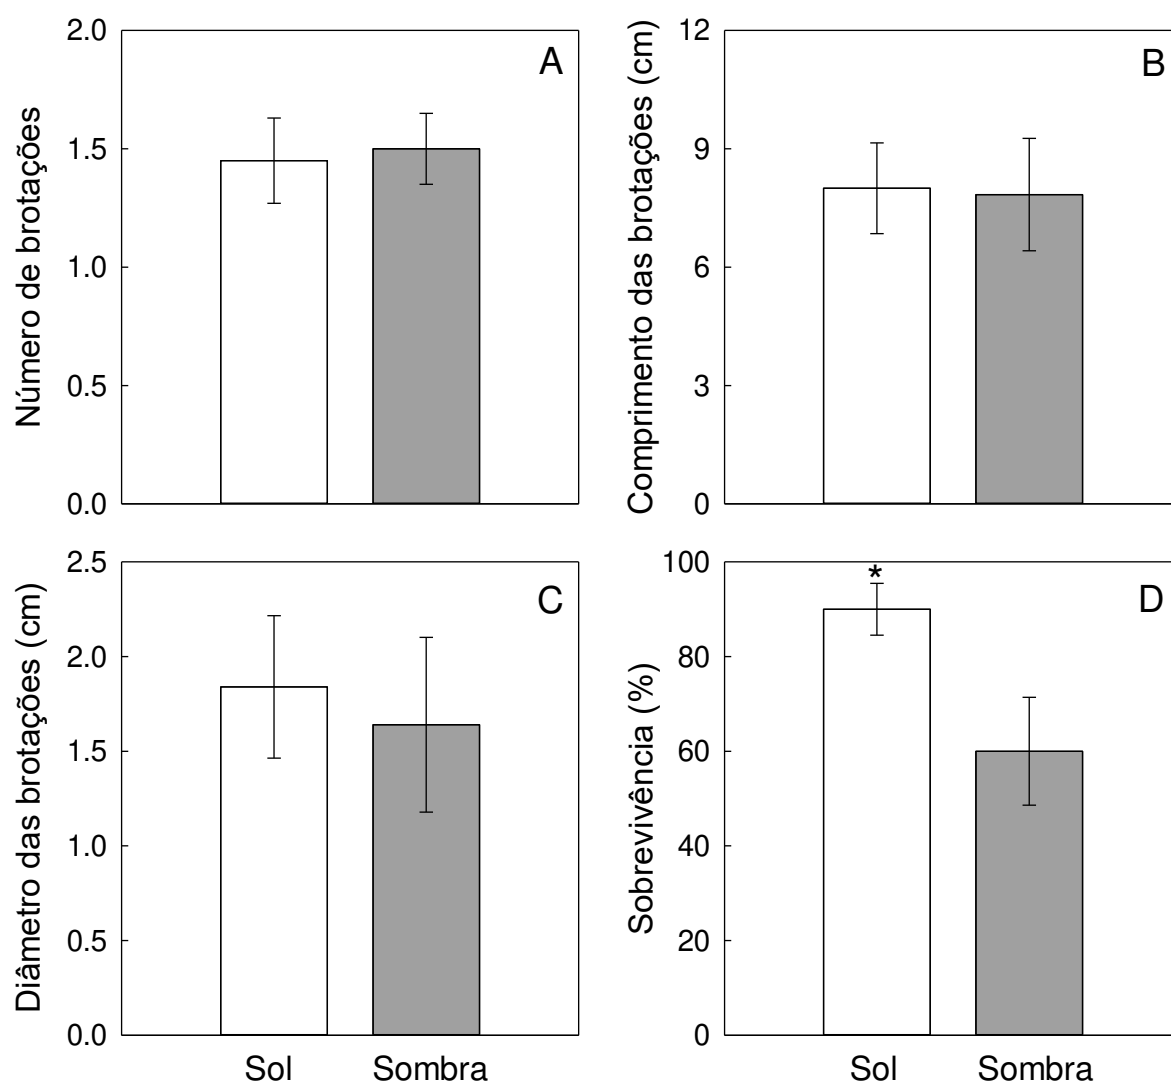 Número de brotações
2.0
1.5
1.0
0.5
0.0
A
Comprimento das brotações (cm)
12
9
6
3
0
B
Diâmetro das brotações (cm)
2.5
2.0
1.5
1.0
0.5
0.0
C
Sol
Sombra
Sobrevivência (%)
100
80
60
40
20
0
*
D
Sol
Sombra